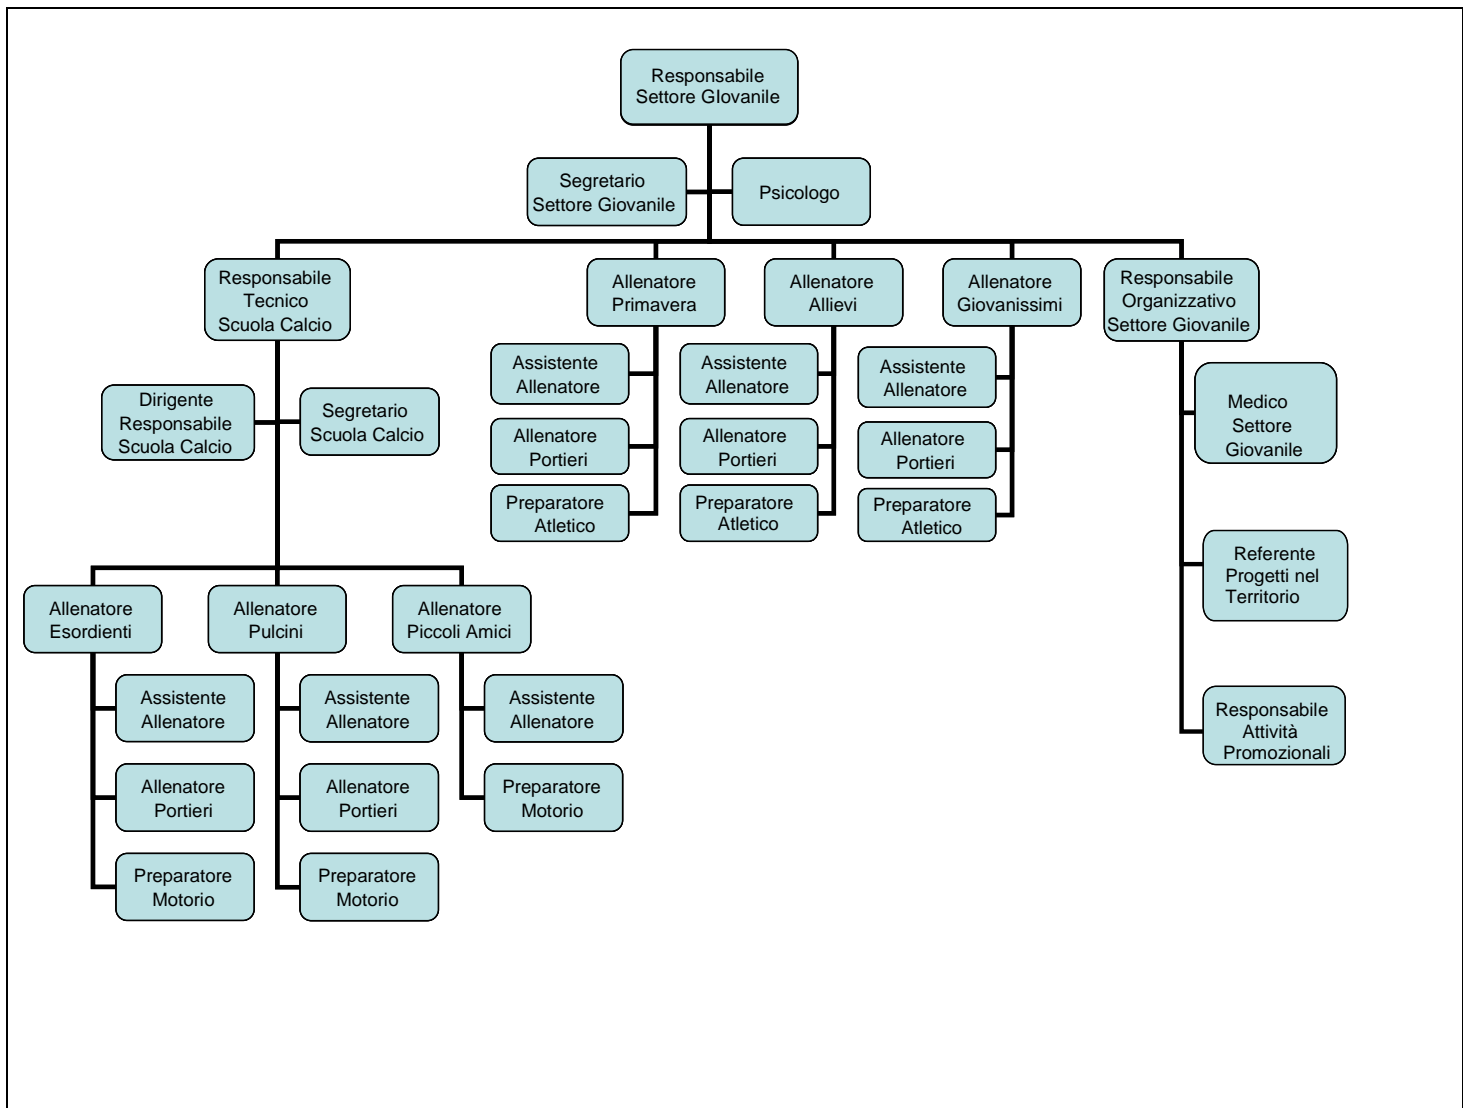 Responsabile
Settore GIovanile
Segretario
Settore Giovanile
Psicologo
Responsabile
Tecnico
Scuola Calcio
Allenatore
Primavera
Allenatore
Allievi
Allenatore
Giovanissimi
Responsabile
Organizzativo
Settore Giovanile
Dirigente
Responsabile
Scuola Calcio
Segretario
Scuola Calcio
Assistente
Allenatore
Allenatore
Portieri
Preparatore
Atletico
Assistente
Allenatore
Allenatore
Portieri
Preparatore
Atletico
Assistente
Allenatore
Allenatore
Portieri
Preparatore
Atletico
Medico
Settore
Giovanile
Referente
Progetti nel
Territorio
Responsabile
Attività
Promozionali
Allenatore
Esordienti
Allenatore
Pulcini
Allenatore
Piccoli Amici
Assistente
Allenatore
Allenatore
Portieri
Preparatore
Motorio
Assistente
Allenatore
Allenatore
Portieri
Preparatore
Motorio
Assistente
Allenatore
Preparatore
Motorio